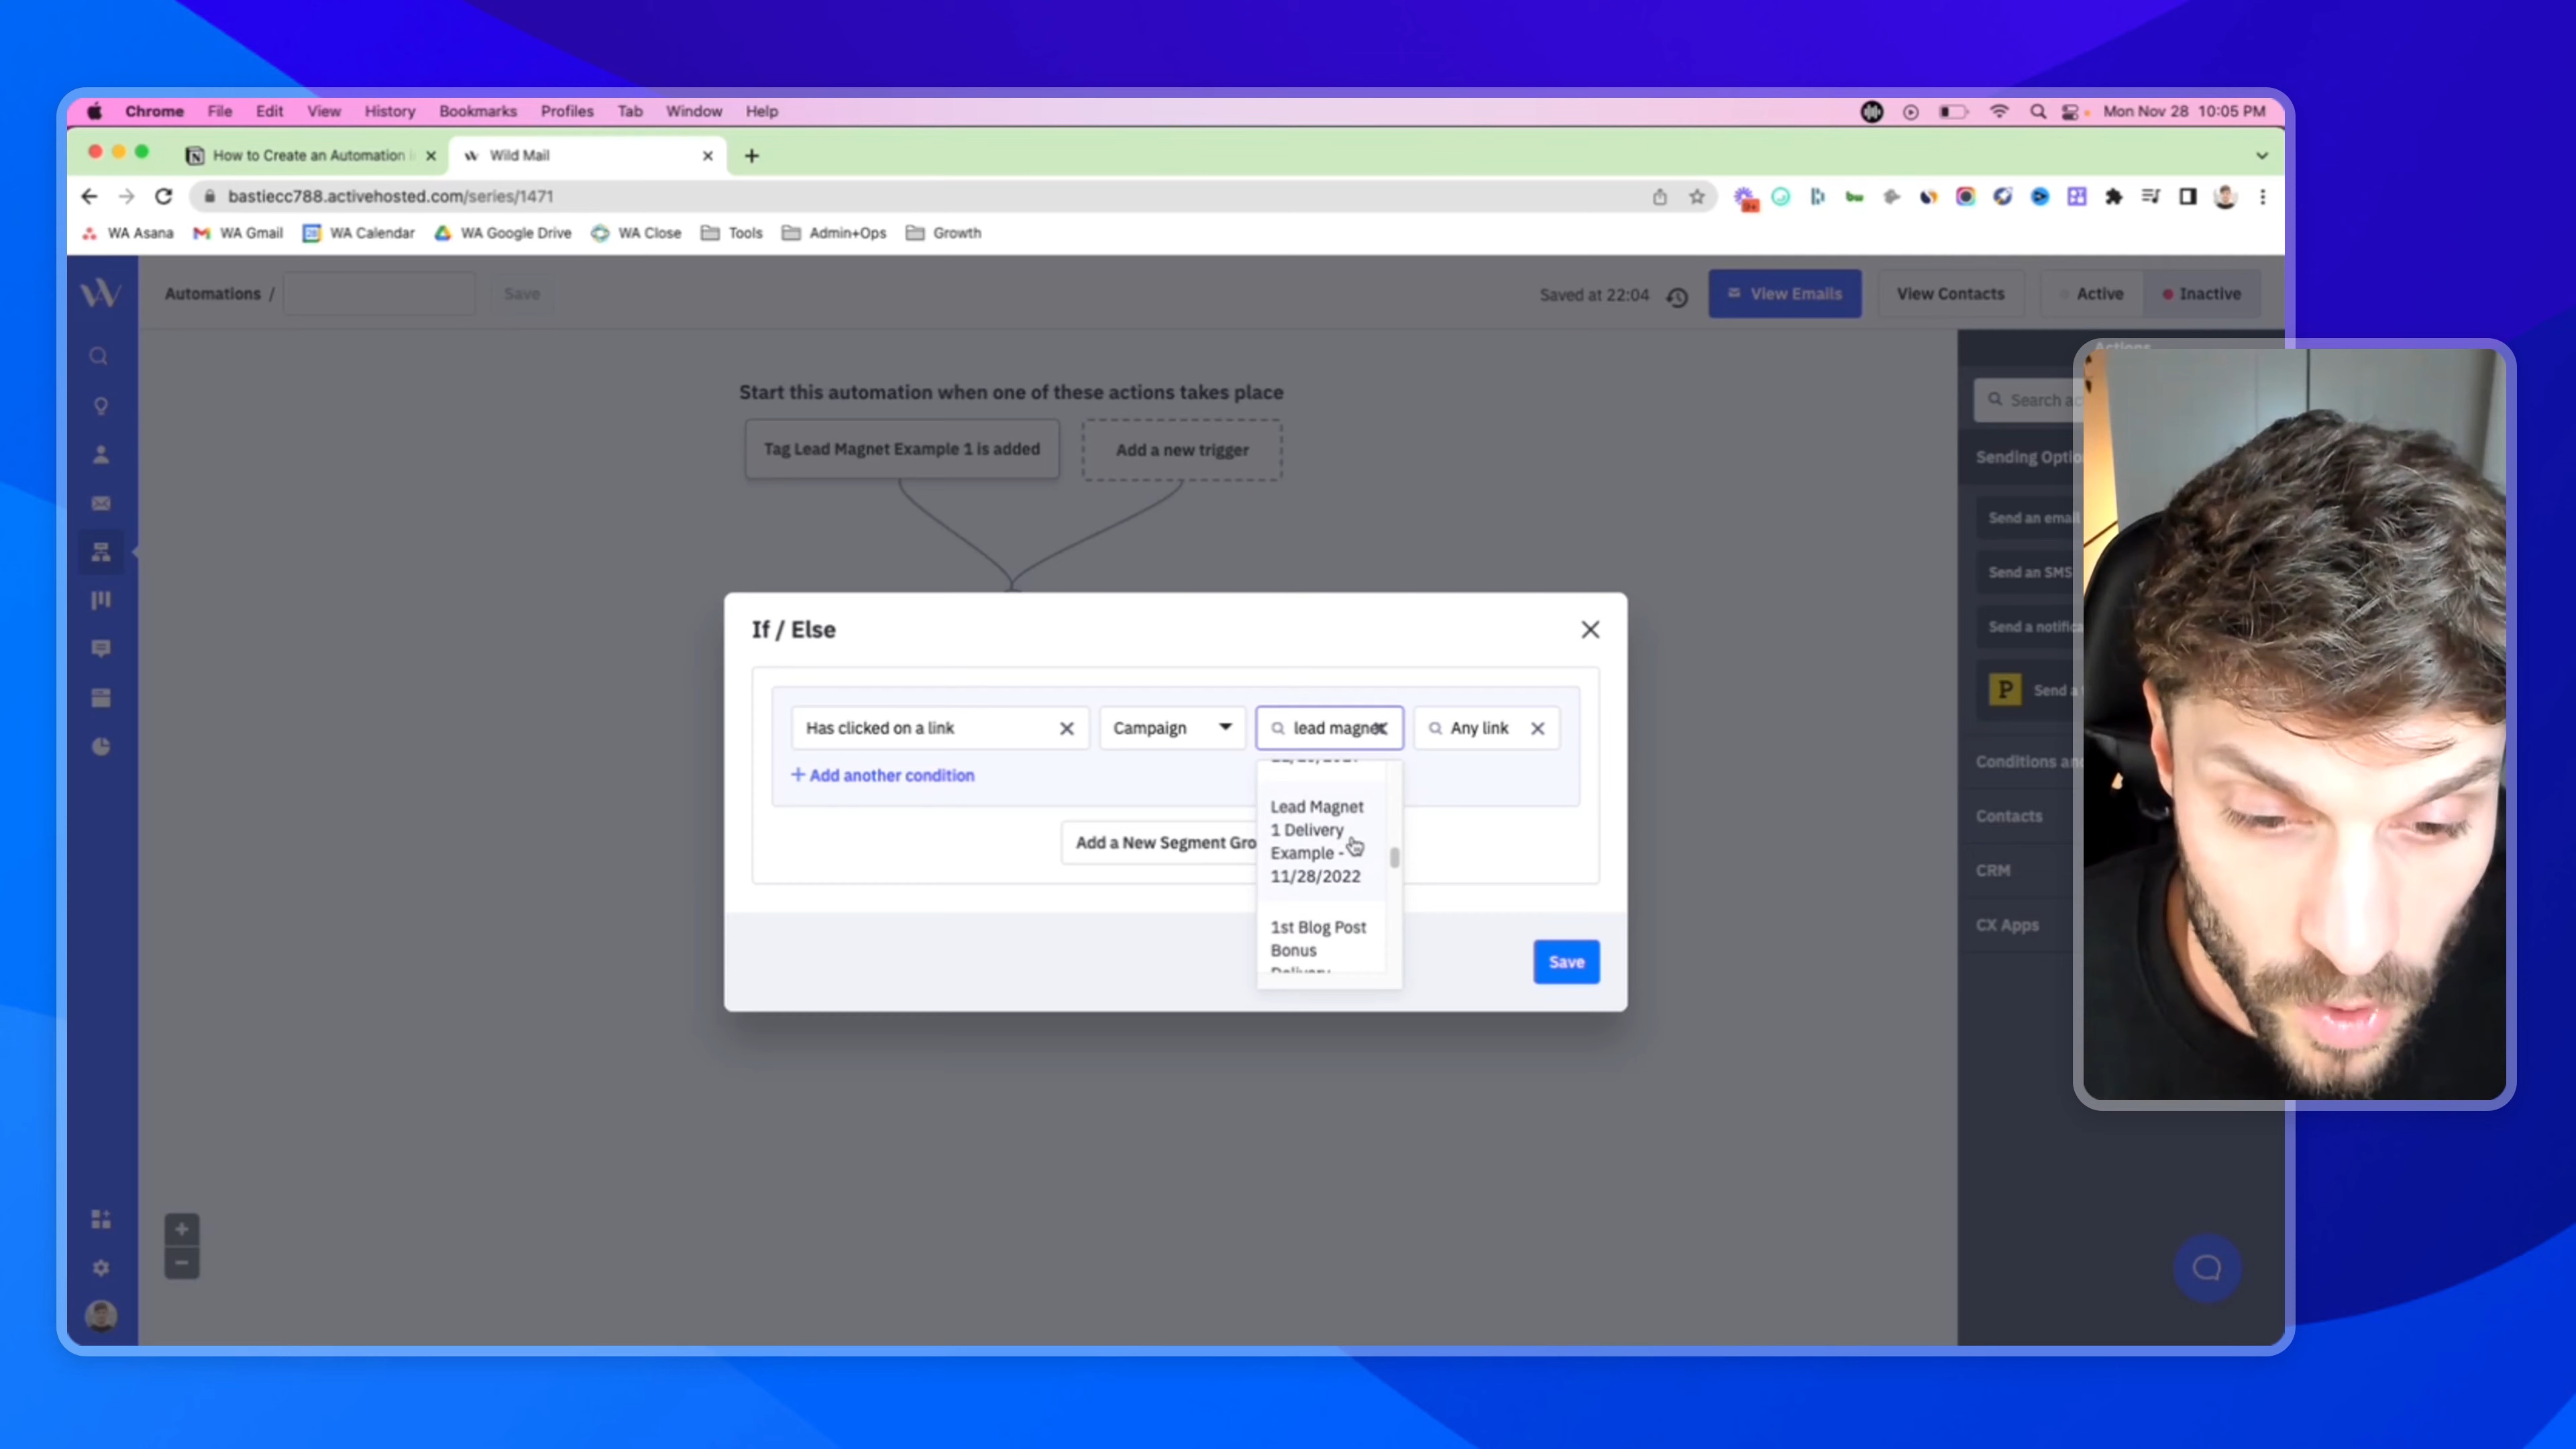 Chrome File Edit View History Bookmarks Profiles Tab Window Help Mon Nov 28 10:05 PM
How to Create an Automation Wild Mail
bastiecc788.activehosted.com/series/1471
WA Asana WA Gmail WA Calendar WA Google Drive WA Close Tools Admin+Ops Growth
Automations / Save Saved at 22:04 View Emails View Contacts Active Inactive
Actions
Start this automation when one of these actions takes place
Search
Tag Lead Magnet Example 1 is added Add a new trigger
Sending
Send an email
Send an SMS
Send a
P Send a
Conditions
Contacts
CRM
CX Apps
If / Else
Has clicked on a link Campaign lead magnet Any link
+ Add another condition
Lead Magnet
1 Delivery
Example -
11/28/2022
Add a New Segment
1st Blog Post
Bonus
Delivery
Save